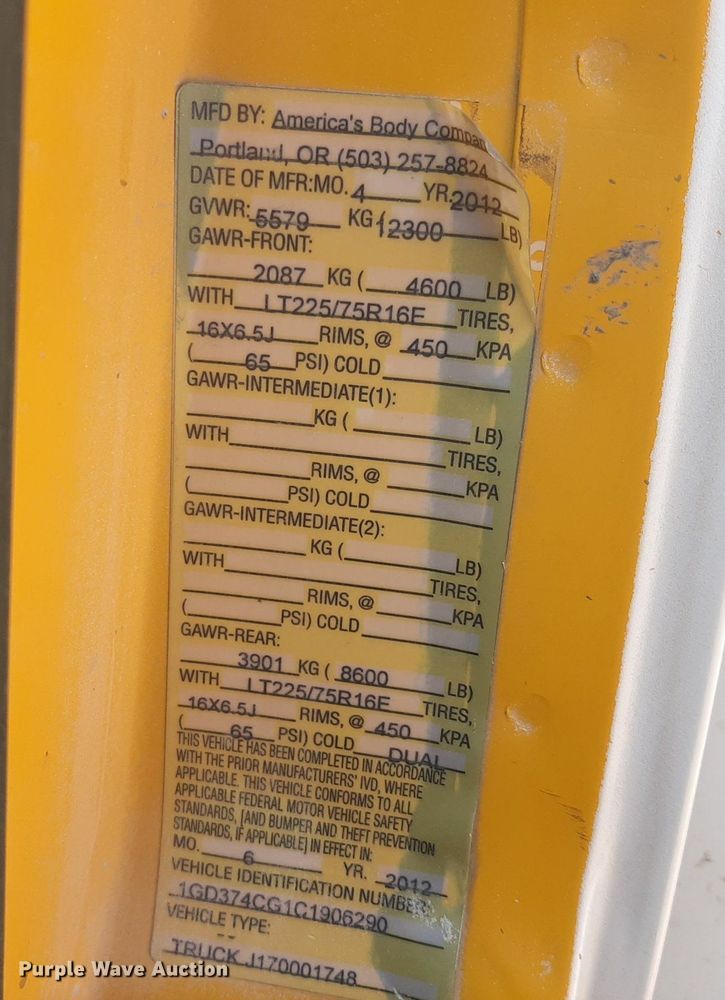 MFD BY: America's Body Compan
Portland, OR (503) 257-8824
DATE OF MFR:MO. 4 YR. 2012
GVWR: 5579 KG (12300 LB)
GAWR-FRONT:
2087 KG ( 4600 LB)
WITH LT225/75R16E TIRES,
16X6.5J RIMS, @ 450 KPA
( 65 PSI) COLD
GAWR-INTERMEDIATE(1):
KG ( LB)
WITH TIRES,
RIMS, @ KPA
( PSI) COLD
GAWR-INTERMEDIATE(2):
KG ( LB)
WITH TIRES,
RIMS, @ KPA
( PSI) COLD
GAWR-REAR:
3901 KG ( 8600 LB)
WITH LT225/75R16E TIRES,
16X6.5J RIMS, @ 450 KPA
( 65 PSI) COLD DUAL
THIS VEHICLE HAS BEEN COMPLETED IN ACCORDANCE
WITH THE PRIOR MANUFACTURERS' IVD, WHERE
APPLICABLE. THIS VEHICLE CONFORMS TO ALL
APPLICABLE FEDERAL MOTOR VEHICLE SAFETY
STANDARDS, [AND BUMPER AND THEFT PREVENTION
STANDARDS, IF APPLICABLE] IN EFFECT IN:
MO. 6 YR. 2012
VEHICLE IDENTIFICATION NUMBER:
1GD374CG1C1906290
VEHICLE TYPE:
TRUCK J170001748
Purple Wave Auction